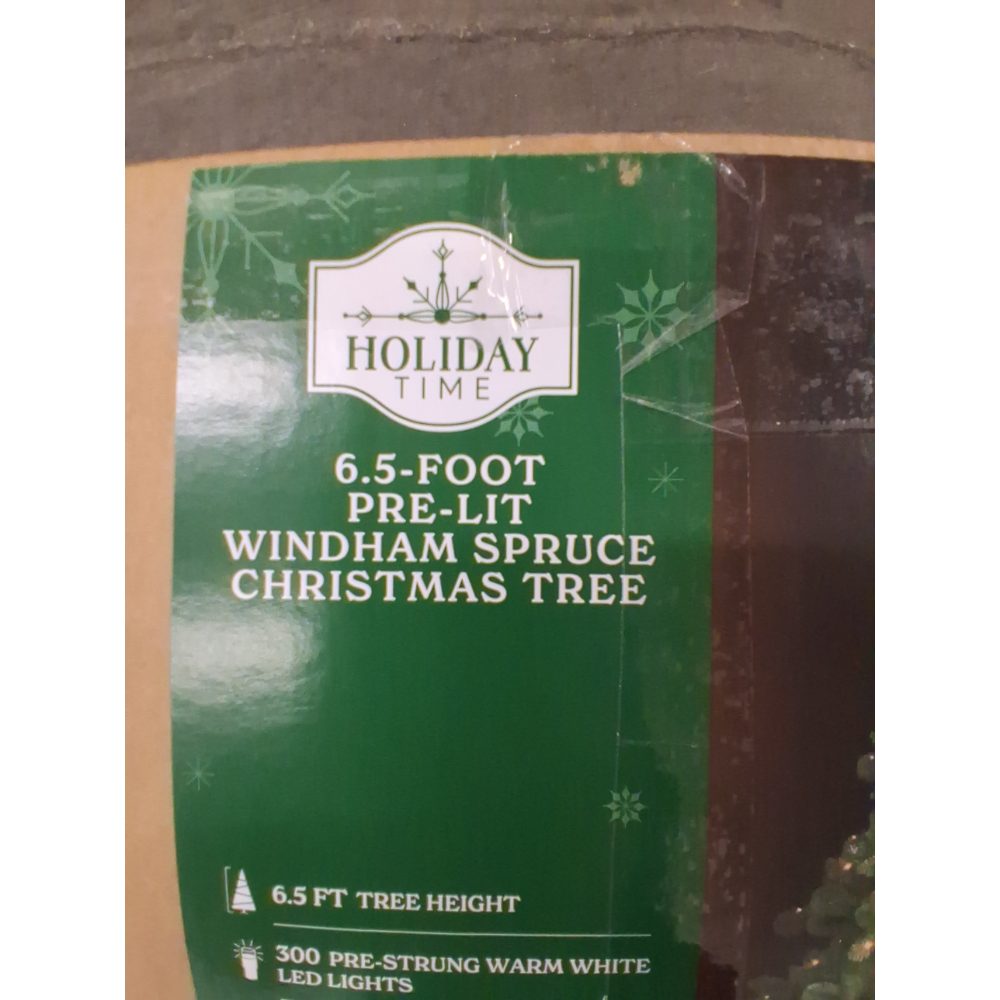 HOLIDAY
TIME
6.5-FOOT
PRE-LIT
WINDHAM SPRUCE
CHRISTMAS TREE
6.5 FT TREE HEIGHT
300 PRE-STRUNG WARM WHITE
LED LIGHTS